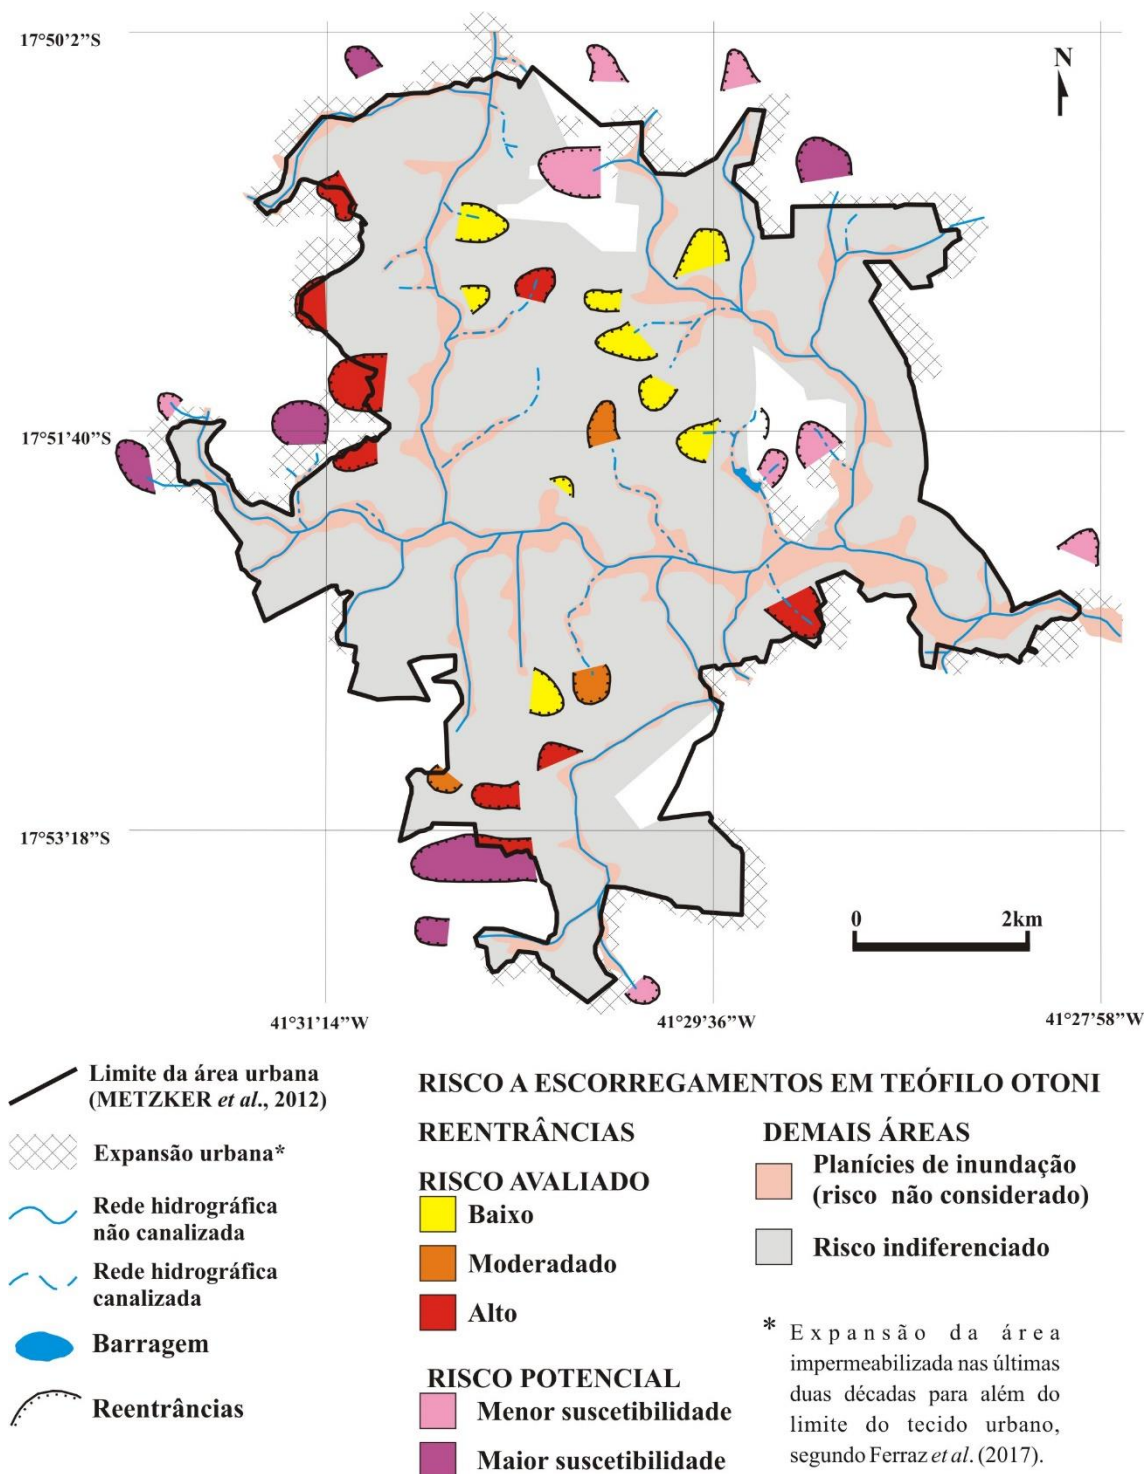 17°50’2”S
N
17°51’40”S
17°53’18”S
0 2km
41°31’14”W 41°29’36”W 41°27’58”W
Limite da área urbana
(METZKER et al., 2012)
Expansão urbana*
Rede hidrográfica
não canalizada
Rede hidrográfica
canalizada
Barragem
Reentrâncias
RISCO A ESCORREGAMENTOS EM TEÓFILO OTONI
REENTRÂNCIAS
RISCO AVALIADO
Baixo
Moderadado
Alto
RISCO POTENCIAL
Menor suscetibilidade
Maior suscetibilidade
DEMAIS ÁREAS
Planícies de inundação
(risco não considerado)
Risco indiferenciado
* Expansão da área
impermeabilizada nas últimas
duas décadas para além do
limite do tecido urbano,
segundo Ferraz et al. (2017).